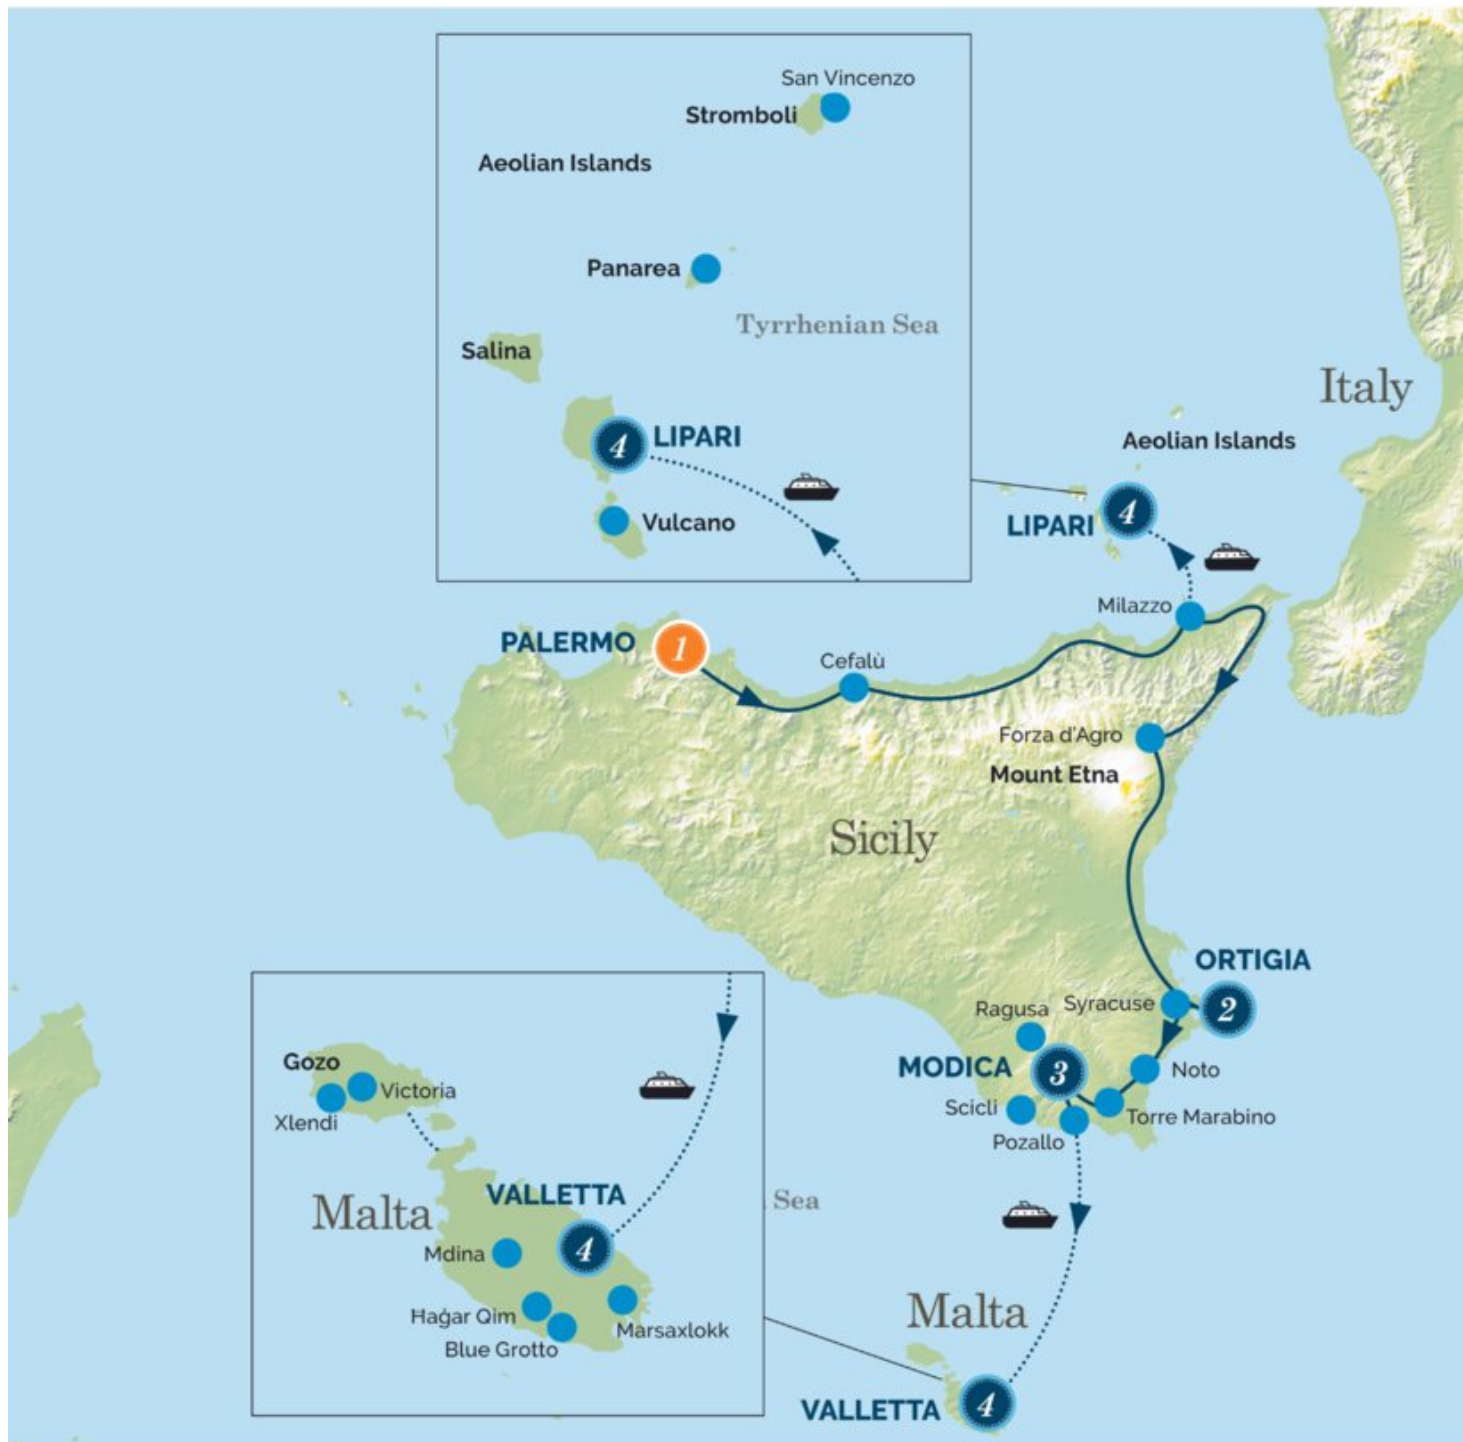 San Vincenzo
Stromboli
Aeolian Islands
Panarea
Tyrrhenian Sea
Salina
4
LIPARI
Vulcano
Italy
Aeolian Islands
LIPARI
4
Milazzo
PALERMO
1
Cefalù
Forza d'Agro
Mount Etna
Sicily
ORTIGIA
2
Ragusa
Syracuse
MODICA
3
Noto
Scicli
Torre Marabino
Pozallo
Gozo
Victoria
Xlendi
VALLETTA
4
Malta
Sea
Mdina
Ħaġar Qim
Marsaxlokk
Blue Grotto
Malta
VALLETTA
4